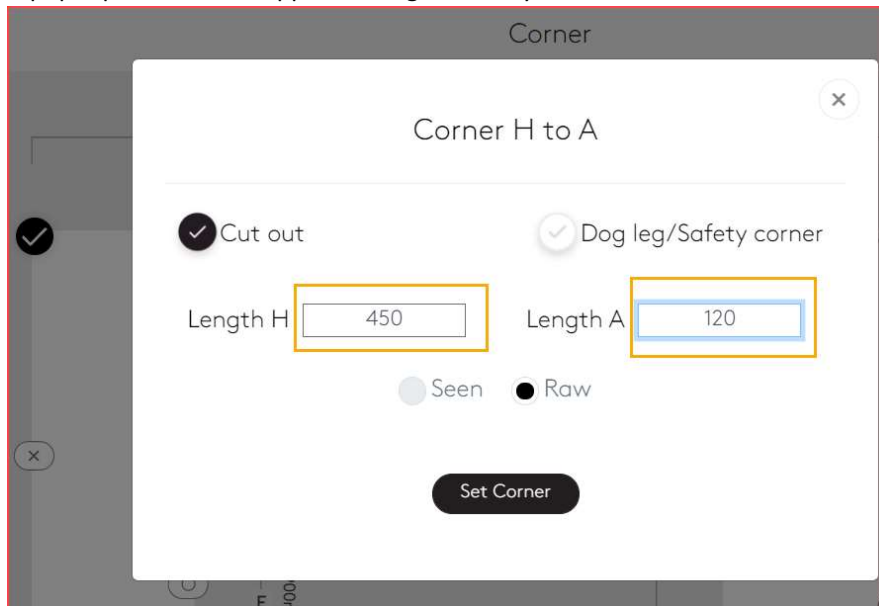 Corner
Corner H to A
Cut out
Dog leg/Safety corner
Length H 450
Length A 120
Seen
Raw
Set Corner
E